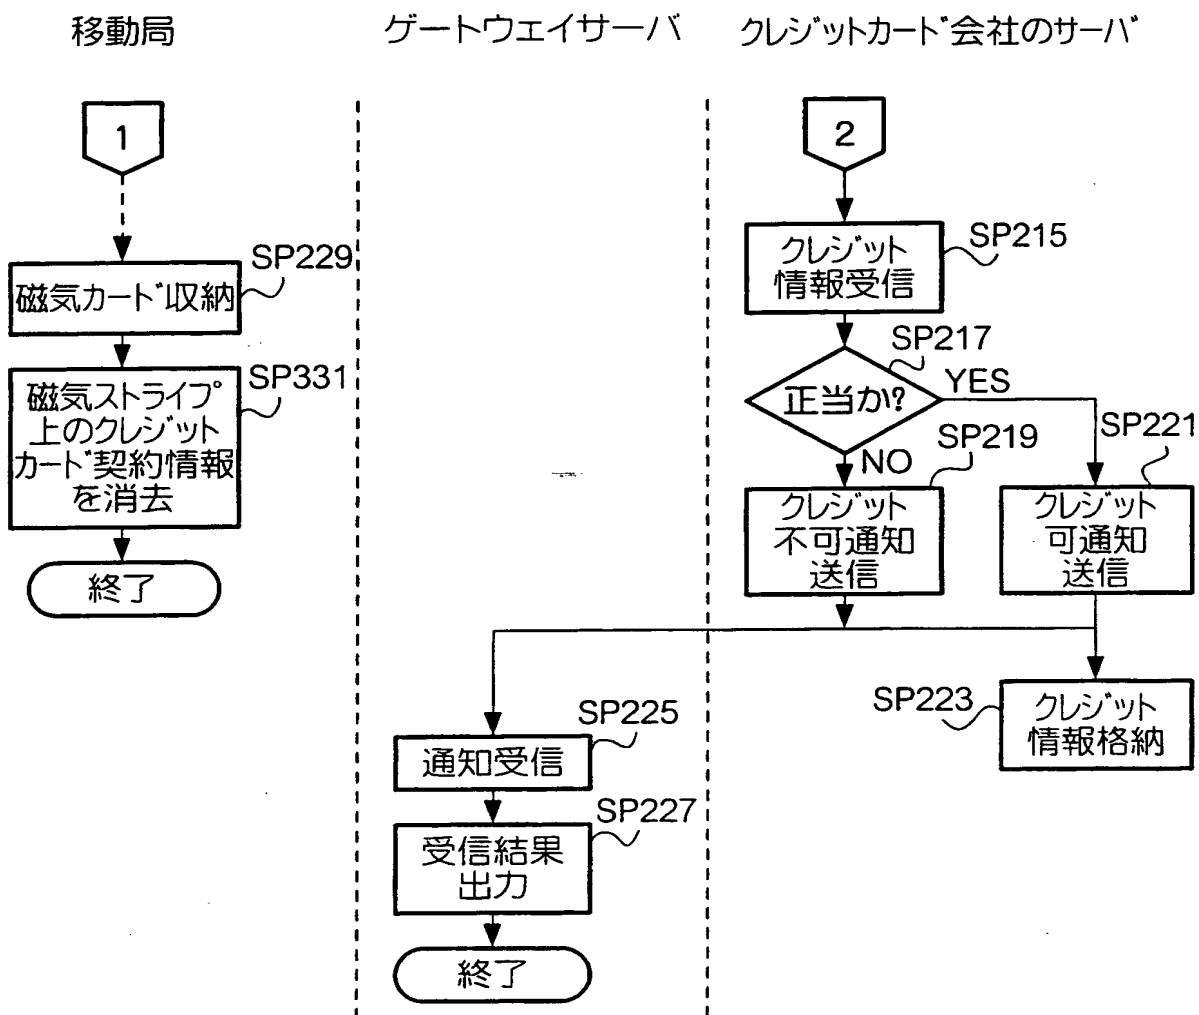 移動局
ゲートウェイサーバ
クレジットカード会社のサーバ
1
SP229
磁気カード収納
SP331
磁気ストライプ
上のクレジット
カード契約情報
を消去
終了
2
SP215
クレジット
情報受信
SP217
正当か?
YES
NO
SP219
クレジット
不可通知
送信
SP221
クレジット
可通知
送信
SP223
クレジット
情報格納
SP225
通知受信
SP227
受信結果
出力
終了